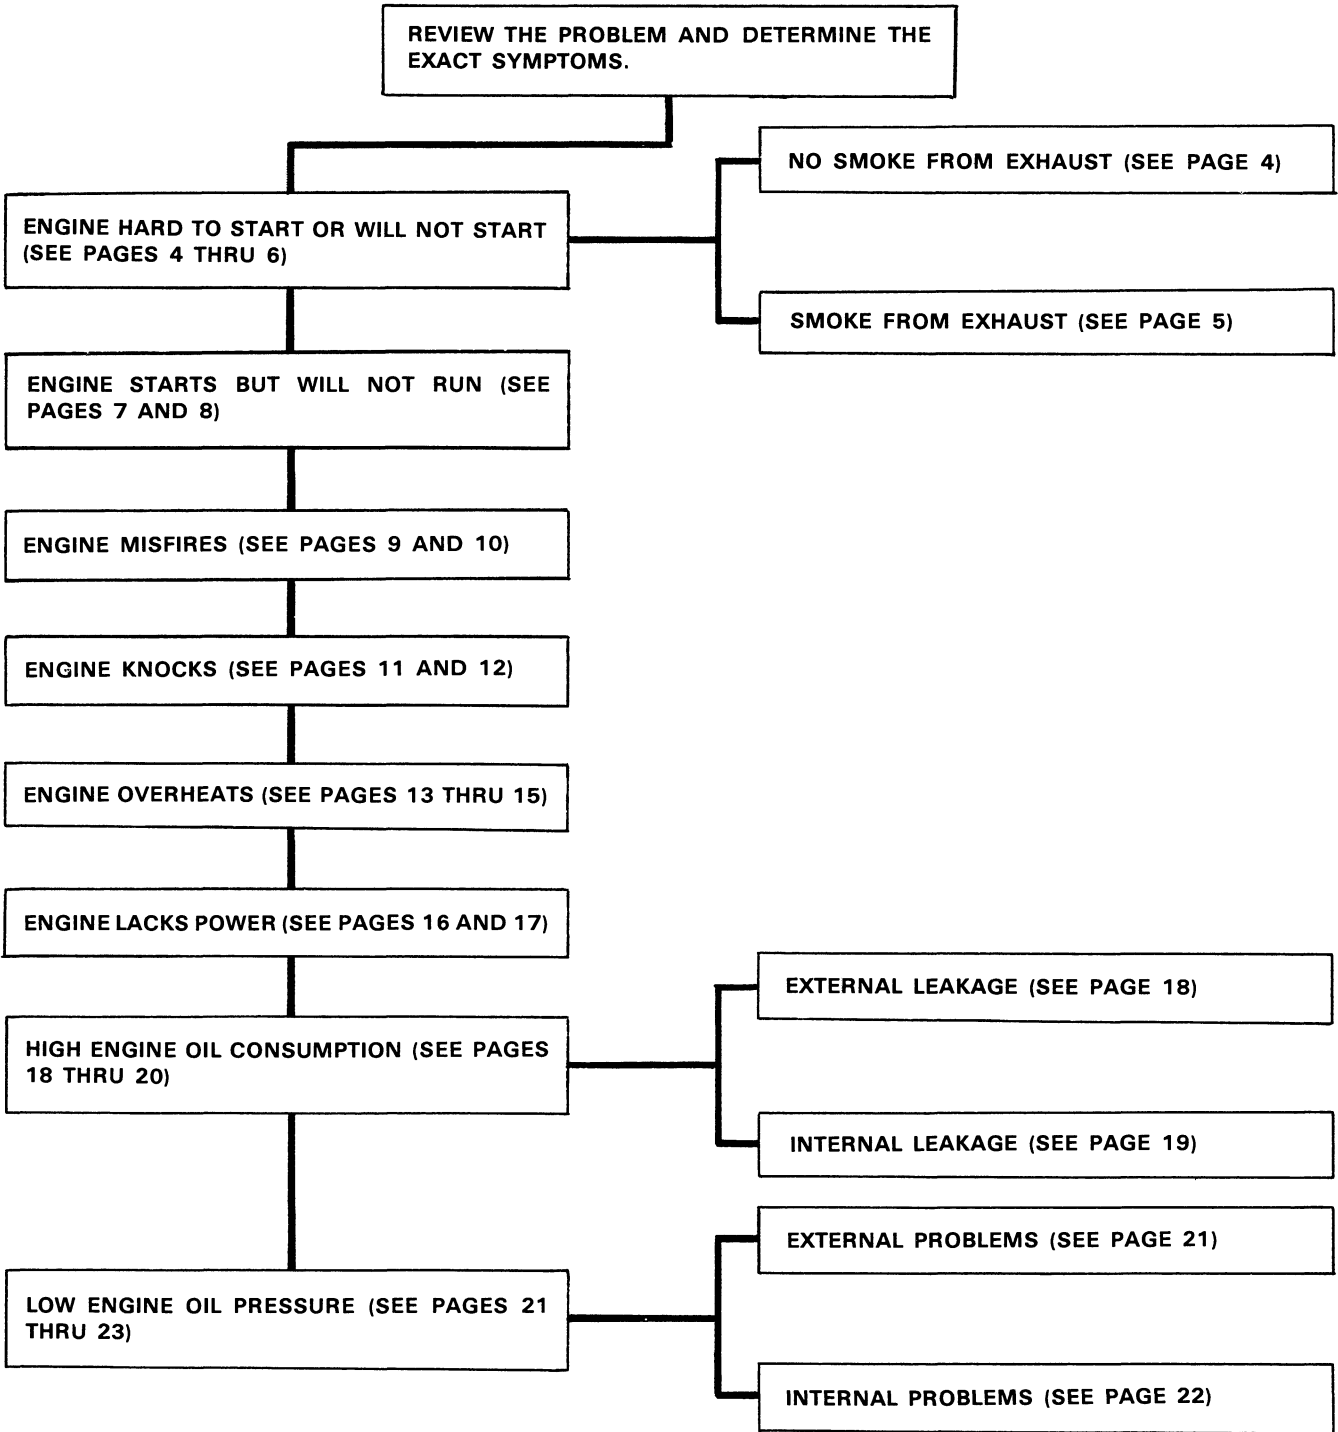 REVIEW THE PROBLEM AND DETERMINE THE
EXACT SYMPTOMS.
NO SMOKE FROM EXHAUST (SEE PAGE 4)
ENGINE HARD TO START OR WILL NOT START
(SEE PAGES 4 THRU 6)
SMOKE FROM EXHAUST (SEE PAGE 5)
ENGINE STARTS BUT WILL NOT RUN (SEE
PAGES 7 AND 8)
ENGINE MISFIRES (SEE PAGES 9 AND 10)
ENGINE KNOCKS (SEE PAGES 11 AND 12)
ENGINE OVERHEATS (SEE PAGES 13 THRU 15)
ENGINE LACKS POWER (SEE PAGES 16 AND 17)
EXTERNAL LEAKAGE (SEE PAGE 18)
HIGH ENGINE OIL CONSUMPTION (SEE PAGES
18 THRU 20)
INTERNAL LEAKAGE (SEE PAGE 19)
EXTERNAL PROBLEMS (SEE PAGE 21)
LOW ENGINE OIL PRESSURE (SEE PAGES 21
THRU 23)
INTERNAL PROBLEMS (SEE PAGE 22)